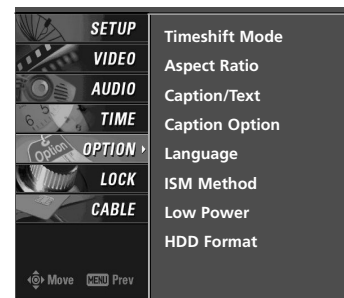 SETUP
VIDEO
AUDIO
TIME
OPTION
LOCK
CABLE
Move MENU Prev
Timeshift Mode
Aspect Ratio
Caption/Text
Caption Option
Language
ISM Method
Low Power
HDD Format